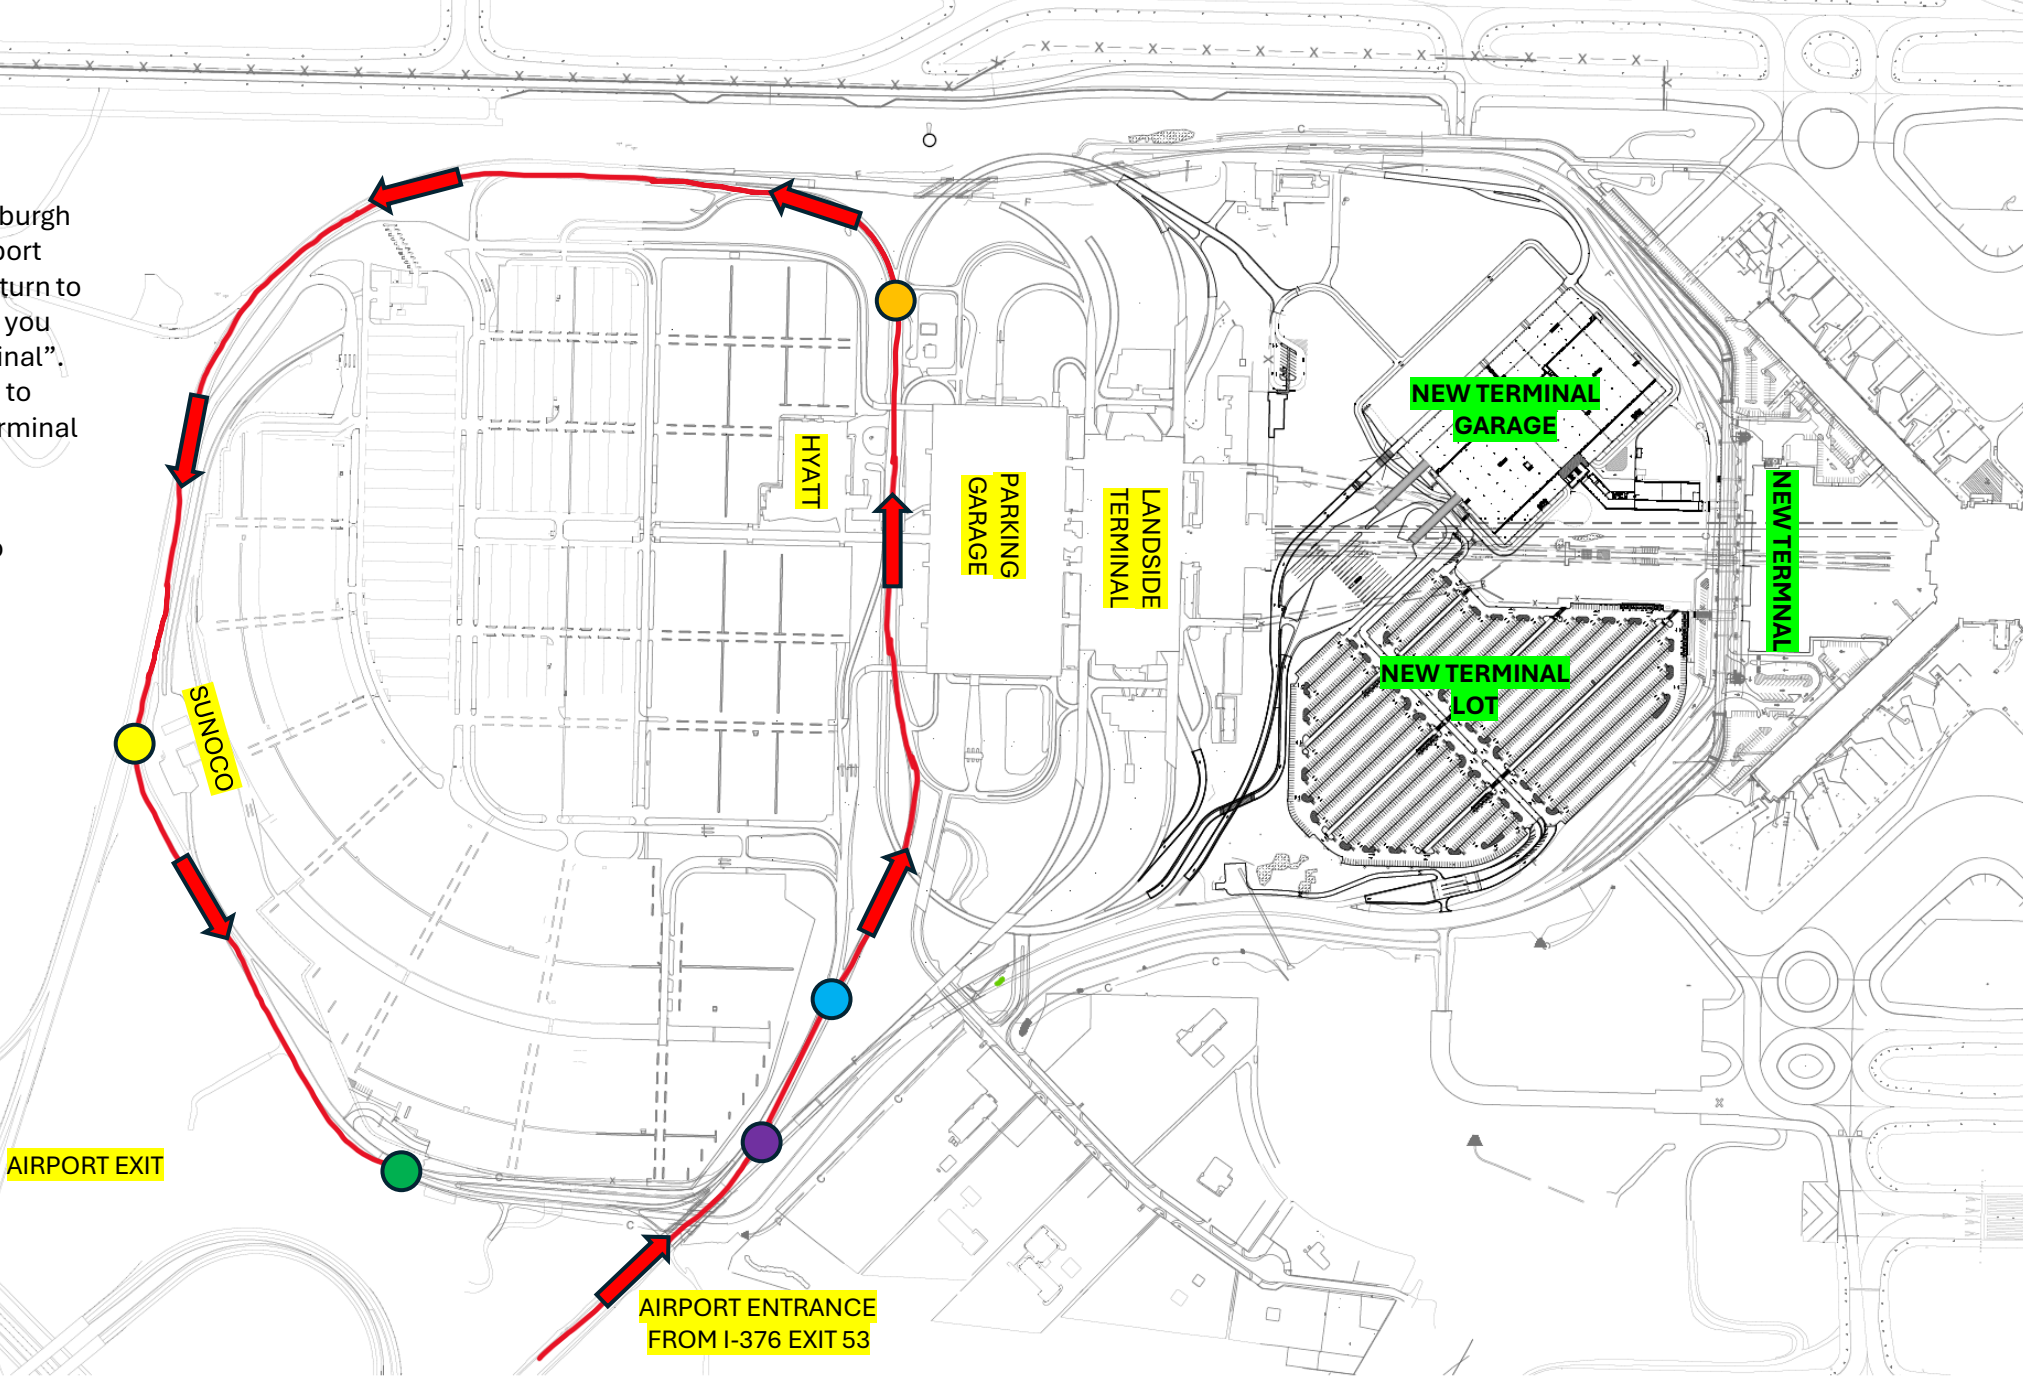 burgh
port
turn to
you
inal”.
to
rminal
o
HYATT
PARKING
GARAGE
LANDSIDE
TERMINAL
NEW TERMINAL
GARAGE
NEW TERMNAL
NEW TERMINAL
LOT
SUNOCO
AIRPORT EXIT
AIRPORT ENTRANCE
FROM I-376 EXIT 53